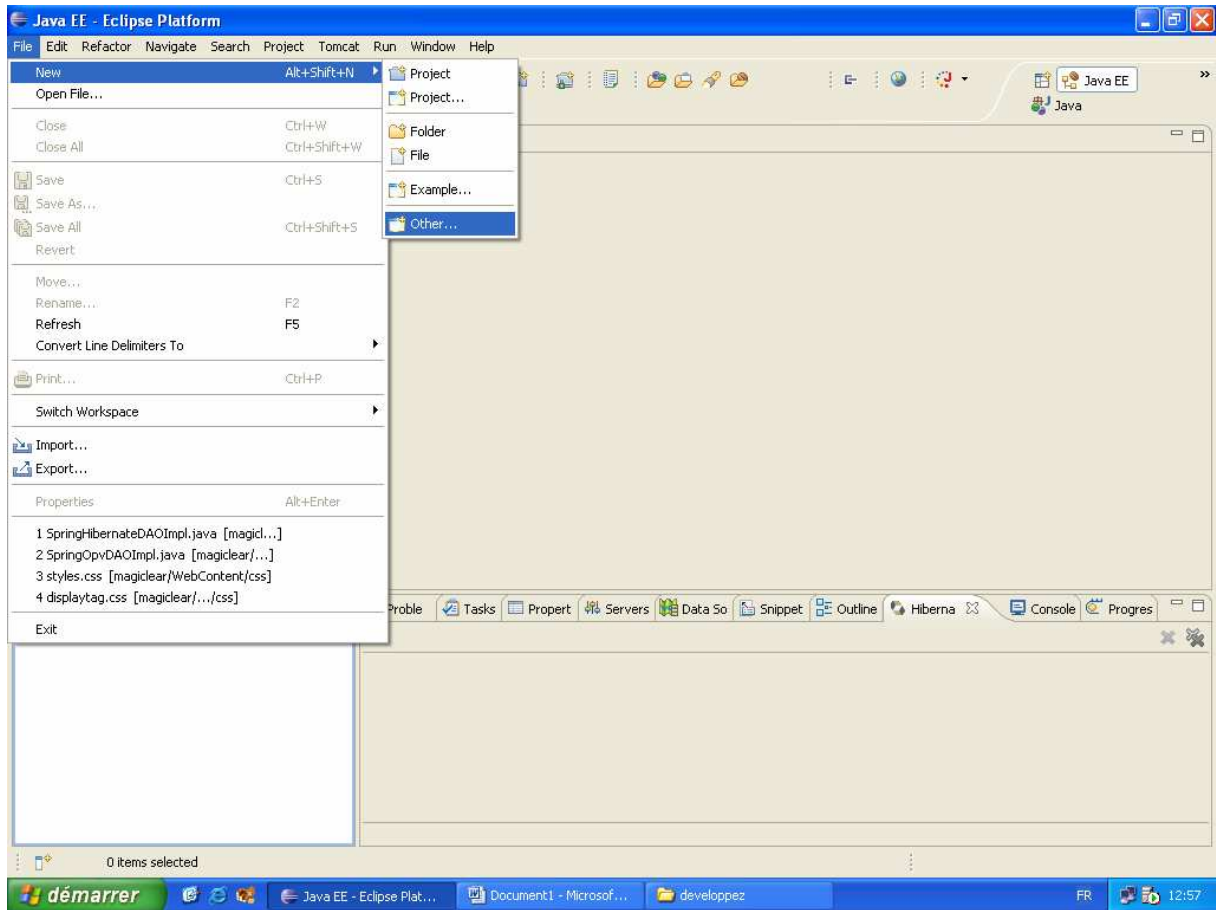 Java EE - Eclipse Platform
File Edit Refactor Navigate Search Project Tomcat Run Window Help
New Alt+Shift+N
Open File...
Close Ctrl+W
Close All Ctrl+Shift+W
Save Ctrl+S
Save As...
Save All Ctrl+Shift+S
Revert
Move...
Rename... F2
Refresh F5
Convert Line Delimiters To
Print... Ctrl+P
Switch Workspace
Import...
Export...
Properties Alt+Enter
1 SpringHibernateDAOImpl.java [magicl...]
2 SpringOpvDAOImpl.java [magiclear/...]
3 styles.css [magiclear/WebContent/css]
4 displaytag.css [magiclear/.../css]
Exit
Project
Project...
Folder
File
Example...
Other...
Java EE
»
Java
Proble Tasks Propert Servers Data So Snippet Outline Hiberna Console Progres
0 items selected
démarrer Java EE - Eclipse Plat... Document1 - Microsof... developpez FR 12:57